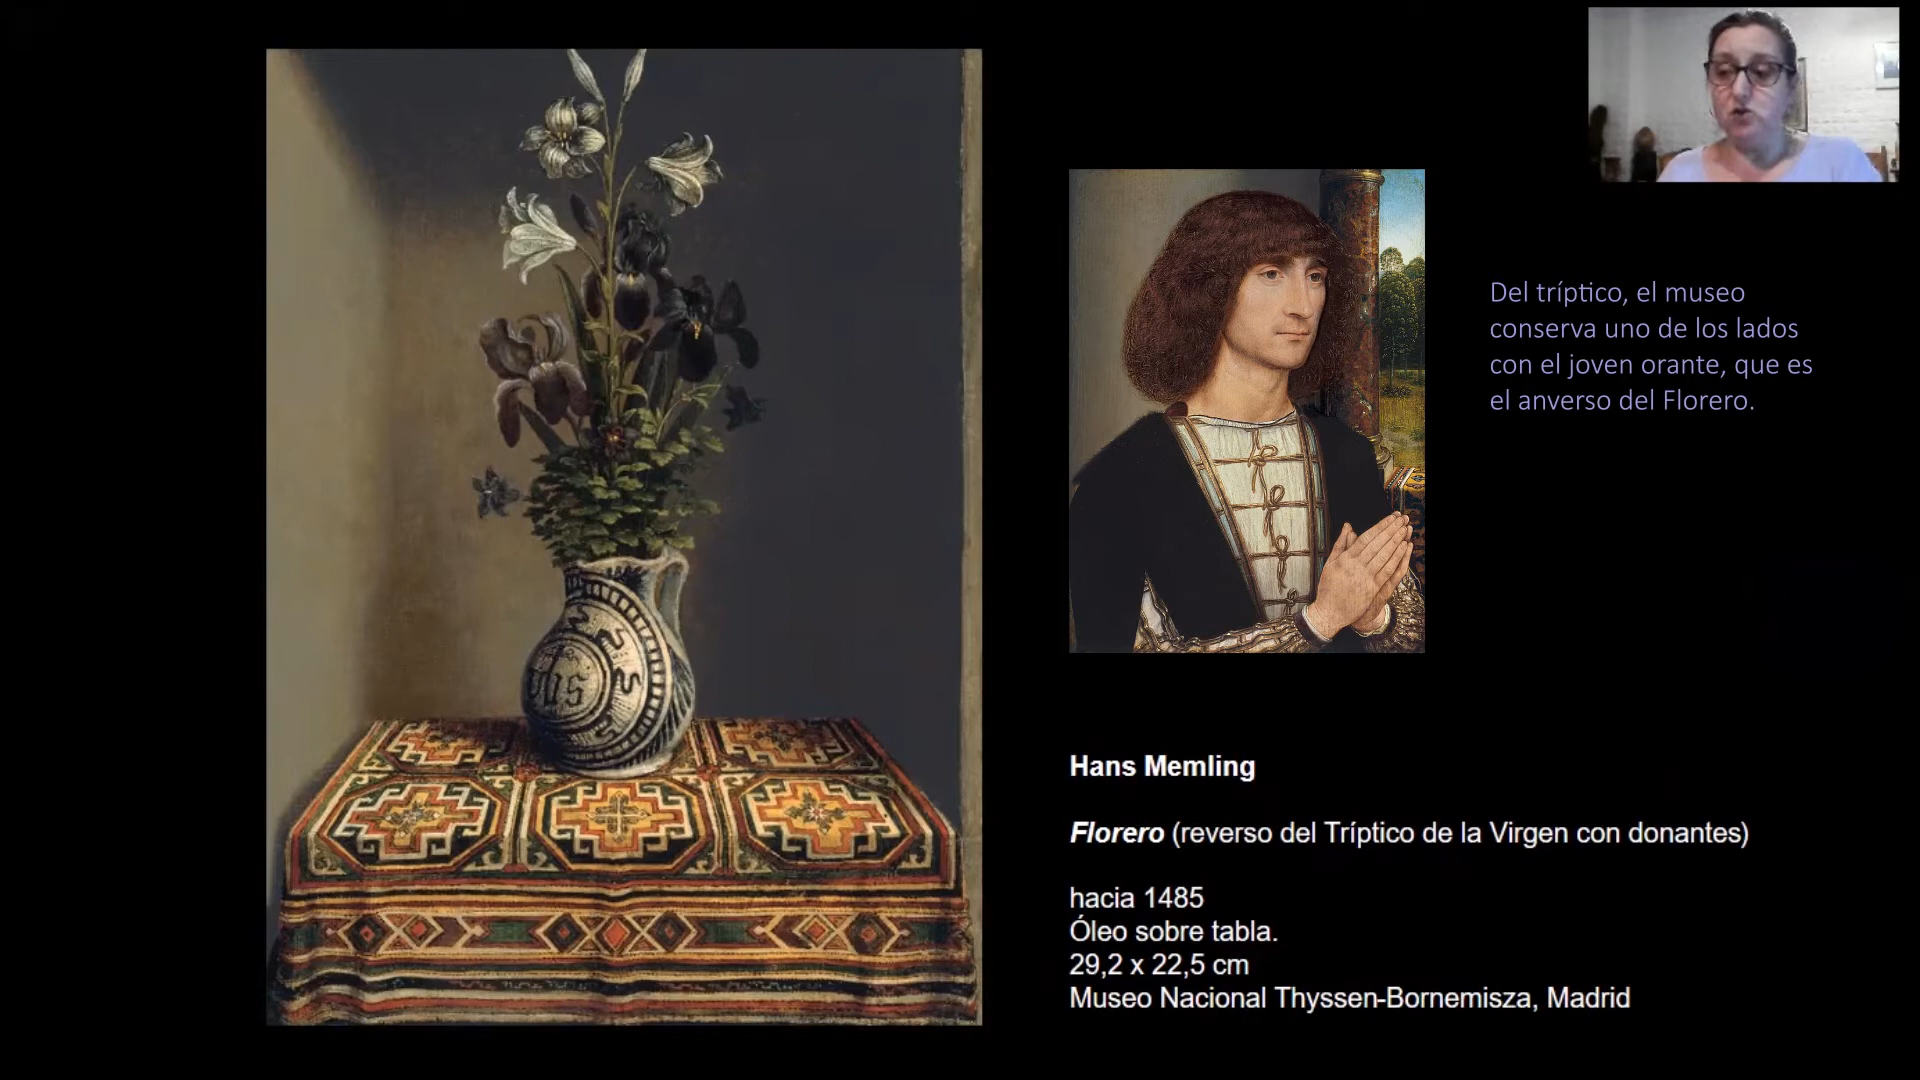 Del tríptico, el museo
conserva uno de los lados
con el joven orante, que es
el anverso del Florero.
Hans Memling
Florero (reverso del Tríptico de la Virgen con donantes)
hacia 1485
Óleo sobre tabla.
29,2 x 22,5 cm
Museo Nacional Thyssen-Bornemisza, Madrid